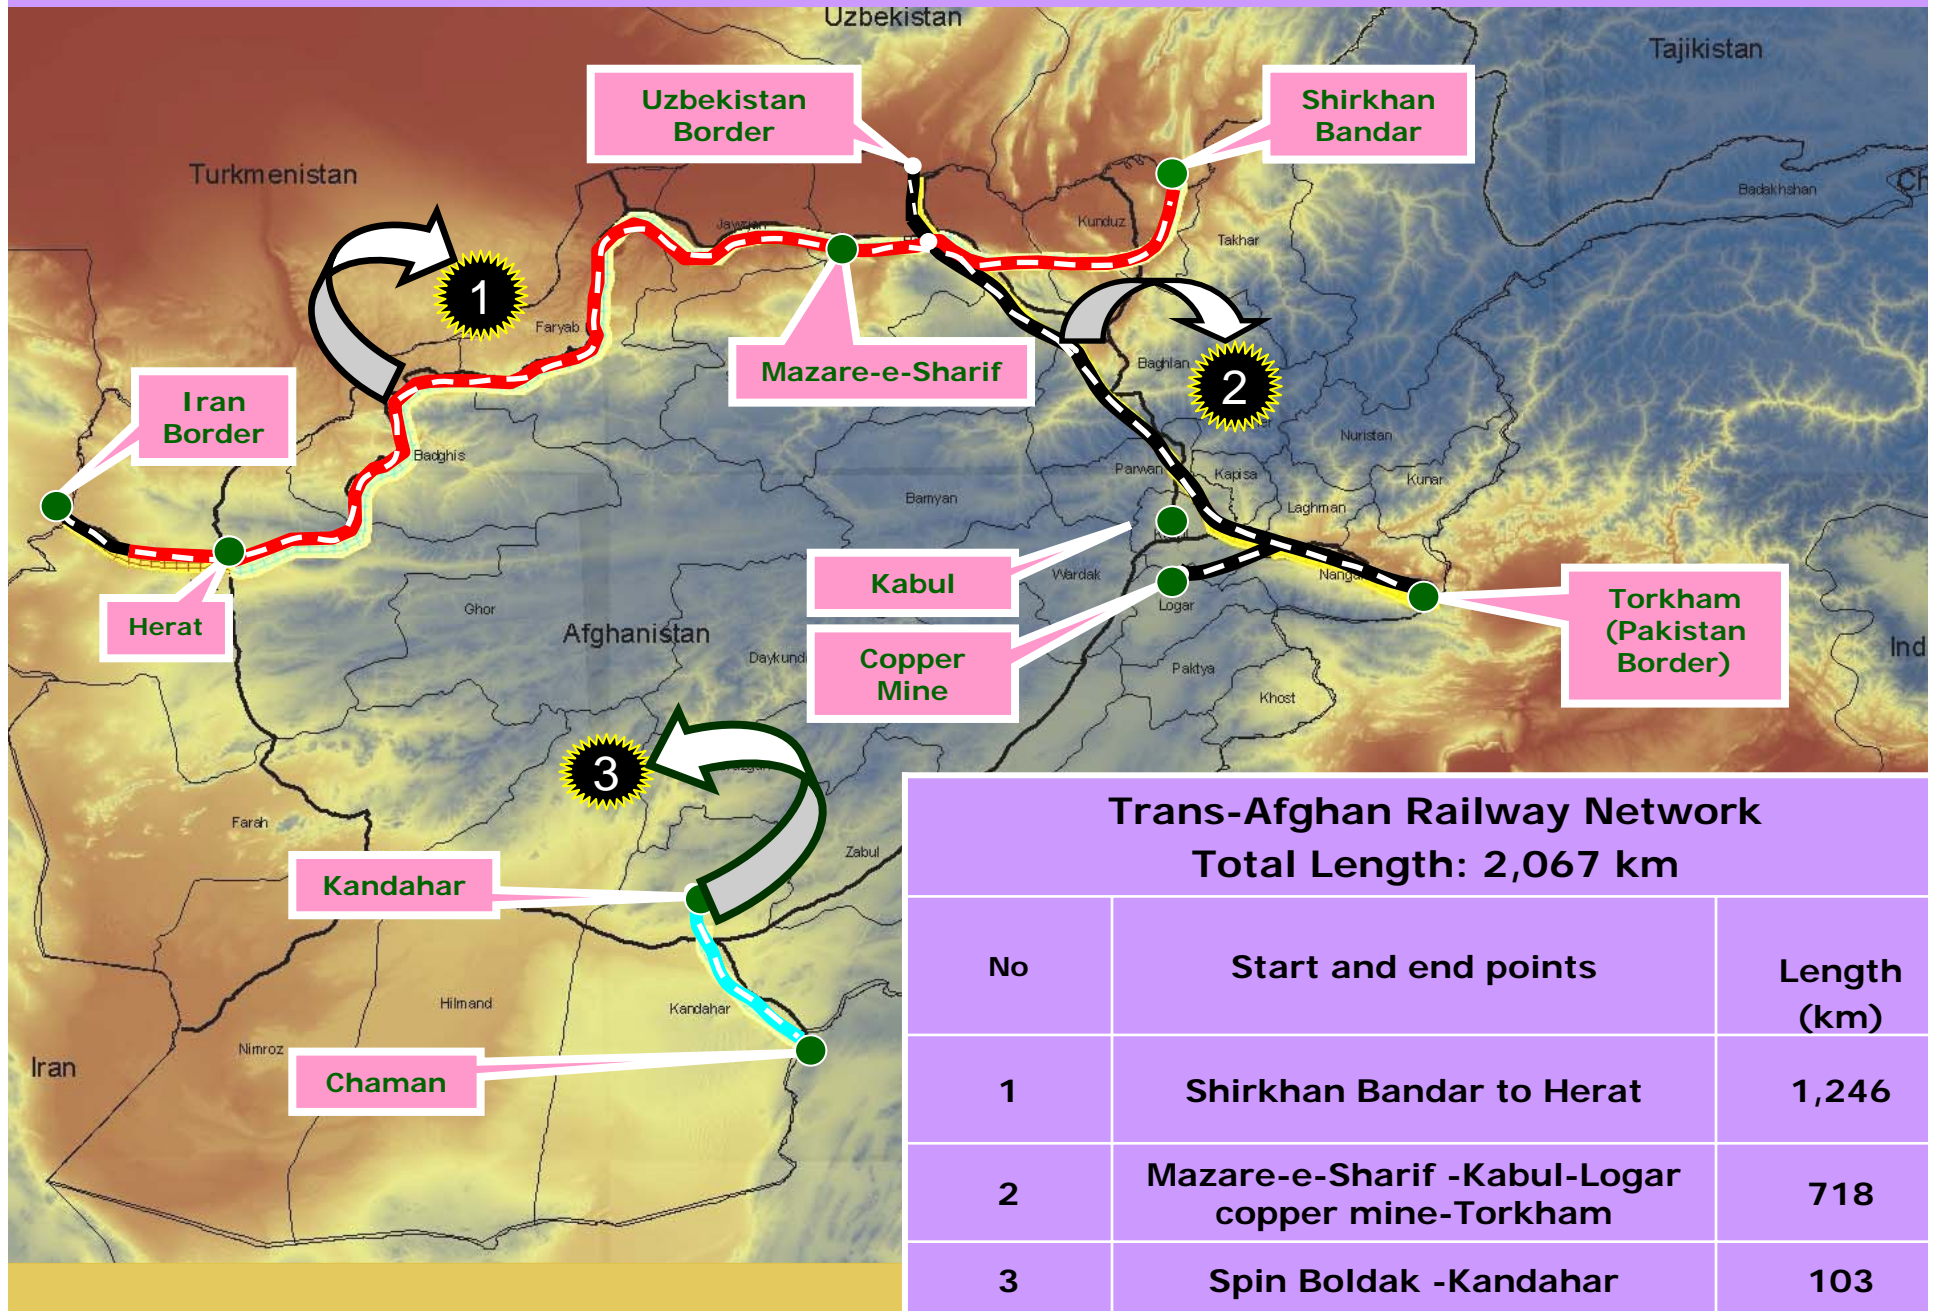 Uzbekistan
Tajikistan
Uzbekistan
Border
Shirkhan
Bandar
Turkmenistan
Badakhshan
Ch
Jawzjan
Kunduz
Takhar
1
Faryab
Mazare-e-Sharif
Baghlan
2
Iran
Border
Badghis
Nuristan
Parwan
Kapisa
Kunar
Bamyan
Laghman
Kabul
Wardak
Nangar
Logar
Torkham
(Pakistan
Border)
Herat
Ghor
Afghanistan
Daykundi
Copper
Mine
Paktya
Khost
Ind
3
Farah
Zabul
Kandahar
Hilmand
Kandahar
Nimroz
Iran
Chaman
Trans-Afghan Railway Network
Total Length: 2,067 km
No
Start and end points
Length
(km)
1
Shirkhan Bandar to Herat
1,246
2
Mazare-e-Sharif -Kabul-Logar
copper mine-Torkham
718
3
Spin Boldak -Kandahar
103